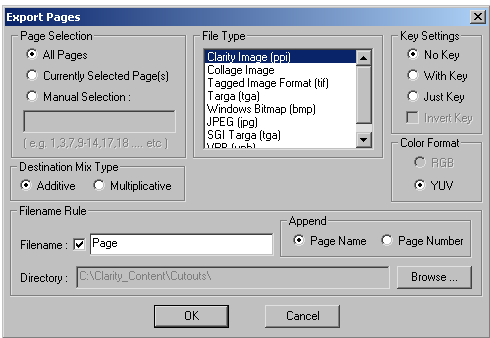 Export Pages
Page Selection
All Pages
Currently Selected Page(s)
Manual Selection :
( e.g. 1,3,7,9-14,17,18 .... etc )
File Type
Clarity Image (ppi)
Collage Image
Tagged Image Format (tif)
Targa (tga)
Windows Bitmap (bmp)
JPEG (jpg)
SGI Targa (tga)
Key Settings
No Key
With Key
Just Key
Invert Key
Destination Mix Type
Additive Multiplicative
Color Format
RGB
YUV
Filename Rule
Filename : Page
Append
Page Name Page Number
Directory : C:\Clarity_Content\Cutouts\ Browse ...
OK Cancel